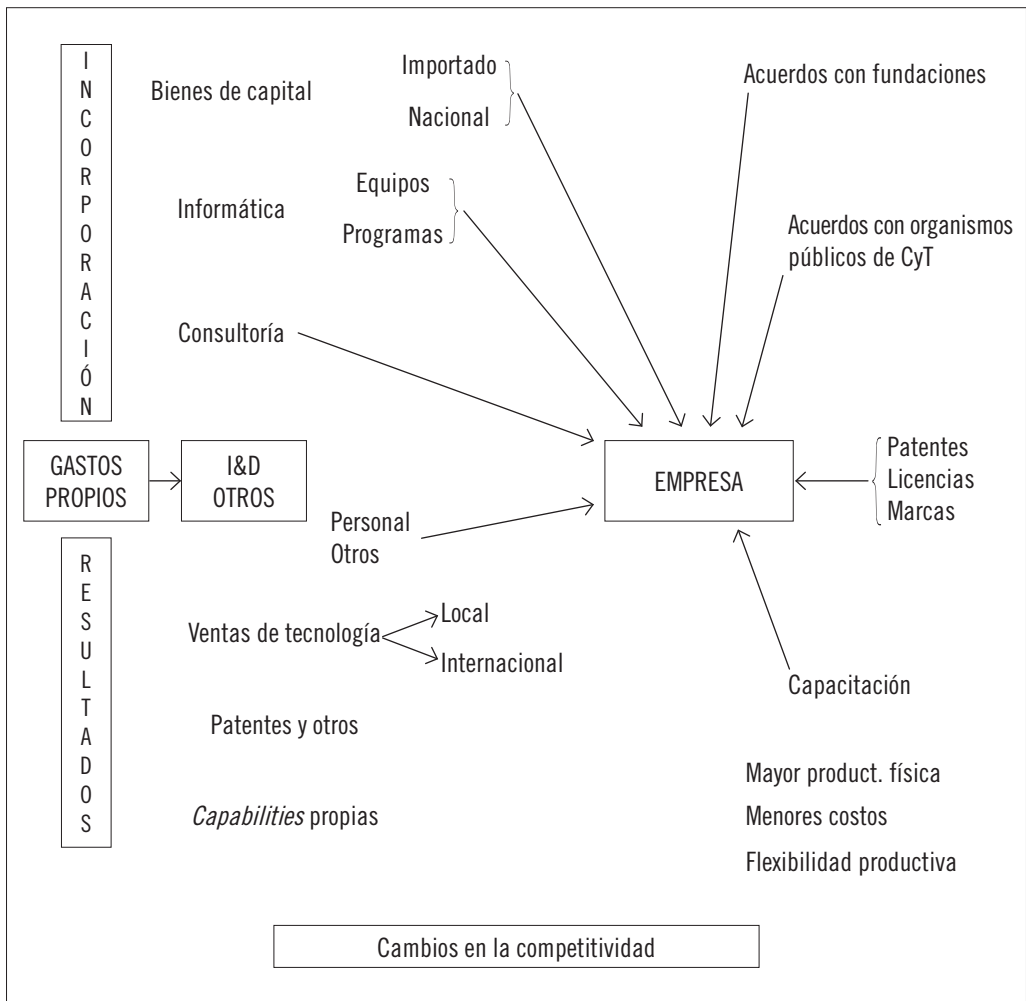 INCORPORACIÓN
Bienes de capital
Importado
Nacional
Acuerdos con fundaciones
Informática
Equipos
Programas
Acuerdos con organismos
públicos de CyT
Consultoría
GASTOS
PROPIOS
I&D
OTROS
EMPRESA
Patentes
Licencias
Marcas
Personal
Otros
RESULTADOS
Ventas de tecnología
Local
Internacional
Capacitación
Patentes y otros
Mayor product. física
Capabilities propias
Menores costos
Flexibilidad productiva
Cambios en la competitividad